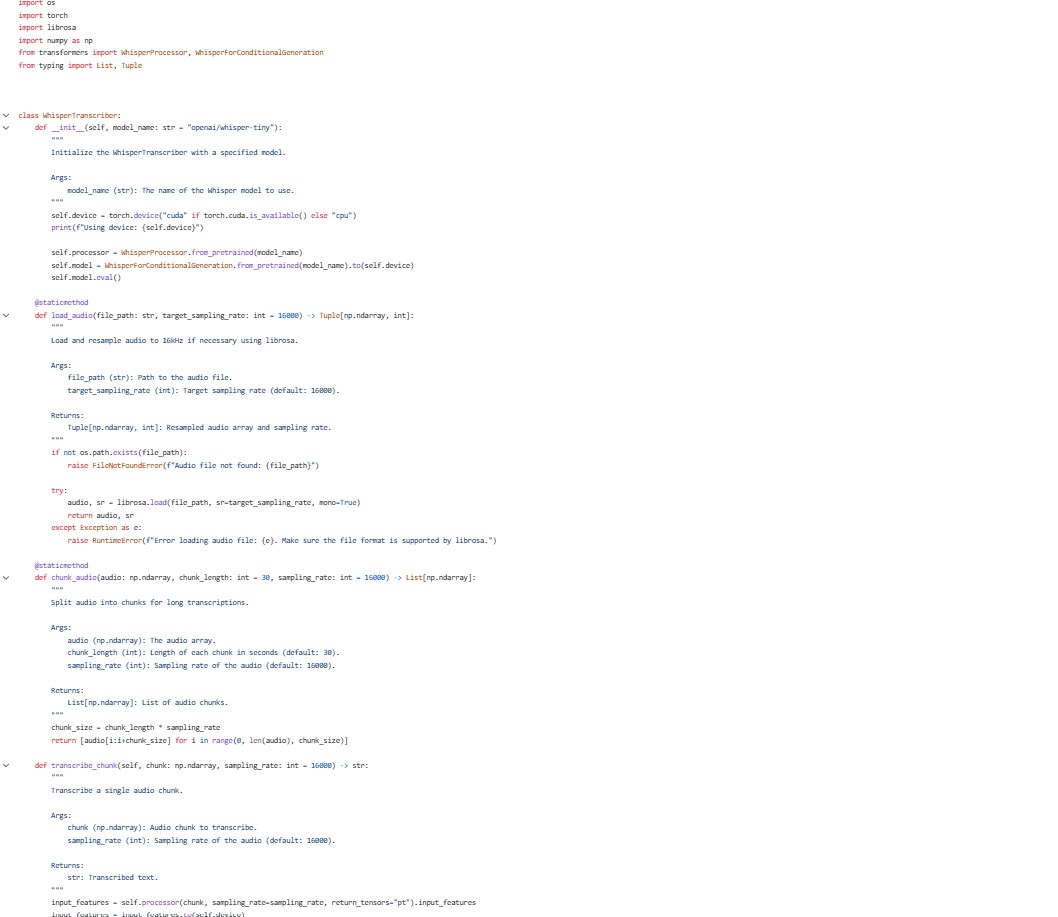 import os
import torch
import librosa
import numpy as np
from transformers import WhisperProcessor, WhisperForConditionalGeneration
from typing import List, Tuple
class WhisperTranscriber:
def __init__(self, model_name: str = "openai/whisper-tiny"):
"""
Initialize the WhisperTranscriber with a specified model.
Args:
model_name (str): The name of the Whisper model to use.
"""
self.device = torch.device("cuda" if torch.cuda.is_available() else "cpu")
print(f"Using device: {self.device}")
self.processor = WhisperProcessor.from_pretrained(model_name)
self.model = WhisperForConditionalGeneration.from_pretrained(model_name).to(self.device)
self.model.eval()
@staticmethod
def load_audio(file_path: str, target_sampling_rate: int = 16000) -> Tuple[np.ndarray, int]:
"""
Load and resample audio to 16kHz if necessary using librosa.
Args:
file_path (str): Path to the audio file.
target_sampling_rate (int): Target sampling rate (default: 16000).
Returns:
Tuple[np.ndarray, int]: Resampled audio array and sampling rate.
"""
if not os.path.exists(file_path):
raise FileNotFoundError(f"Audio file not found: {file_path}")
try:
audio, sr = librosa.load(file_path, sr=target_sampling_rate, mono=True)
return audio, sr
except Exception as e:
raise RuntimeError(f"Error loading audio file: {e}. Make sure the file format is supported by librosa.")
@staticmethod
def chunk_audio(audio: np.ndarray, chunk_length: int = 30, sampling_rate: int = 16000) -> List[np.ndarray]:
"""
Split audio into chunks for long transcriptions.
Args:
audio (np.ndarray): The audio array.
chunk_length (int): Length of each chunk in seconds (default: 30).
sampling_rate (int): Sampling rate of the audio (default: 16000).
Returns:
List[np.ndarray]: List of audio chunks.
"""
chunk_size = chunk_length * sampling_rate
return [audio[i:i+chunk_size] for i in range(0, len(audio), chunk_size)]
def transcribe_chunk(self, chunk: np.ndarray, sampling_rate: int = 16000) -> str:
"""
Transcribe a single audio chunk.
Args:
chunk (np.ndarray): Audio chunk to transcribe.
sampling_rate (int): Sampling rate of the audio (default: 16000).
Returns:
str: Transcribed text.
"""
input_features = self.processor(chunk, sampling_rate=sampling_rate, return_tensors="pt").input_features
input_features = input_features.to(self.device)